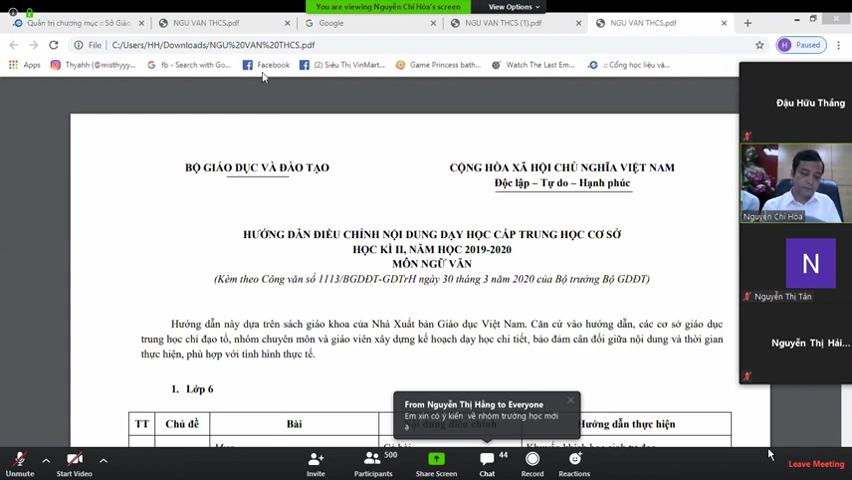 You are viewing Nguyễn Chí Hòa's screen
View Options
Quản trị chương mục :: Sở Giáo
NGU VAN THCS.pdf
Google
NGU VAN THCS (1).pdf
NGU VAN THCS.pdf
File
C:/Users/HH/Downloads/NGU%20VAN%20THCS.pdf
H
Paused
Apps
Thyahh (@misthyyy...
fb - Search with Go...
Facebook
(2) Siêu Thị VinMart...
Game Princess bath...
Watch The Last Em...
:: Cổng học liệu và...
Đậu Hữu Thắng
Nguyễn Chí Hòa
N
Nguyễn Thị Tân
Nguyễn Thị Hải...
BỘ GIÁO DỤC VÀ ĐÀO TẠO
CỘNG HÒA XÃ HỘI CHỦ NGHĨA VIỆT NAM
Độc lập – Tự do – Hạnh phúc
HƯỚNG DẪN ĐIỀU CHỈNH NỘI DUNG DẠY HỌC CẤP TRUNG HỌC CƠ SỞ
HỌC KÌ II, NĂM HỌC 2019-2020
MÔN NGỮ VĂN
(Kèm theo Công văn số 1113/BGDĐT-GDTrH ngày 30 tháng 3 năm 2020 của Bộ trưởng Bộ GDĐT)
Hướng dẫn này dựa trên sách giáo khoa của Nhà Xuất bản Giáo dục Việt Nam. Căn cứ vào hướng dẫn, các cơ sở giáo dục
trung học chỉ đạo tổ, nhóm chuyên môn và giáo viên xây dựng kế hoạch dạy học chi tiết, bảo đảm cân đối giữa nội dung và thời gian
thực hiện, phù hợp với tình hình thực tế.
1. Lớp 6
TT
Chủ đề
Bài
Nội dung điều chỉnh
Hướng dẫn thực hiện
From Nguyễn Thị Hằng to Everyone
Em xin có ý kiến về nhóm trường học mới
ạ
Unmute
Start Video
Invite
500
Participants
Share Screen
44
Chat
Record
Reactions
Leave Meeting